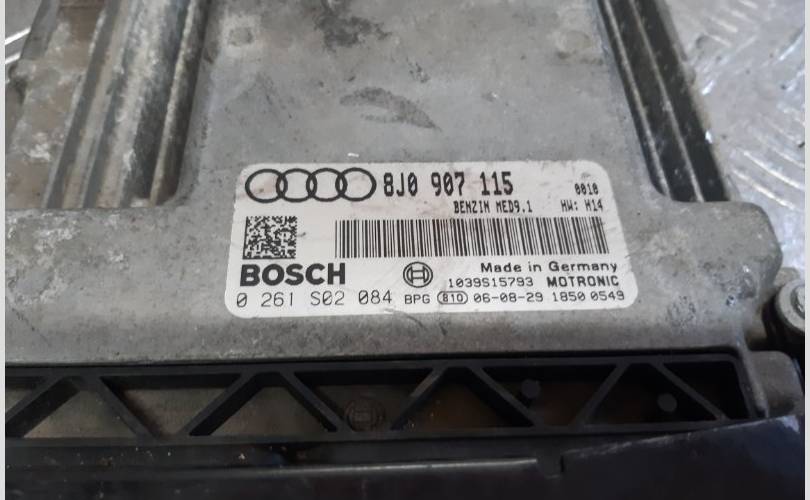 8J0 907 115 0010
BENZIN MED9.1 HW: H14
BOSCH Made in Germany
1039S15793 MOTRONIC
0 261 S02 084 BPG 810 06-08-29 1850 0549